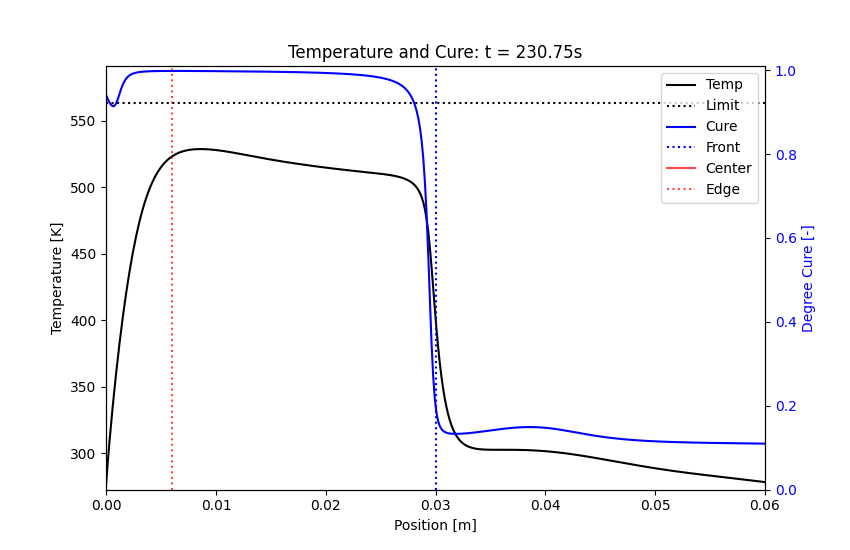 Temperature and Cure: t = 230.75s
Temp
Limit
Cure
Front
Center
Edge
550
500
450
400
350
300
Temperature [K]
1.0
0.8
0.6
0.4
0.2
0.0
Degree Cure [-]
0.00 0.01 0.02 0.03 0.04 0.05 0.06
Position [m]